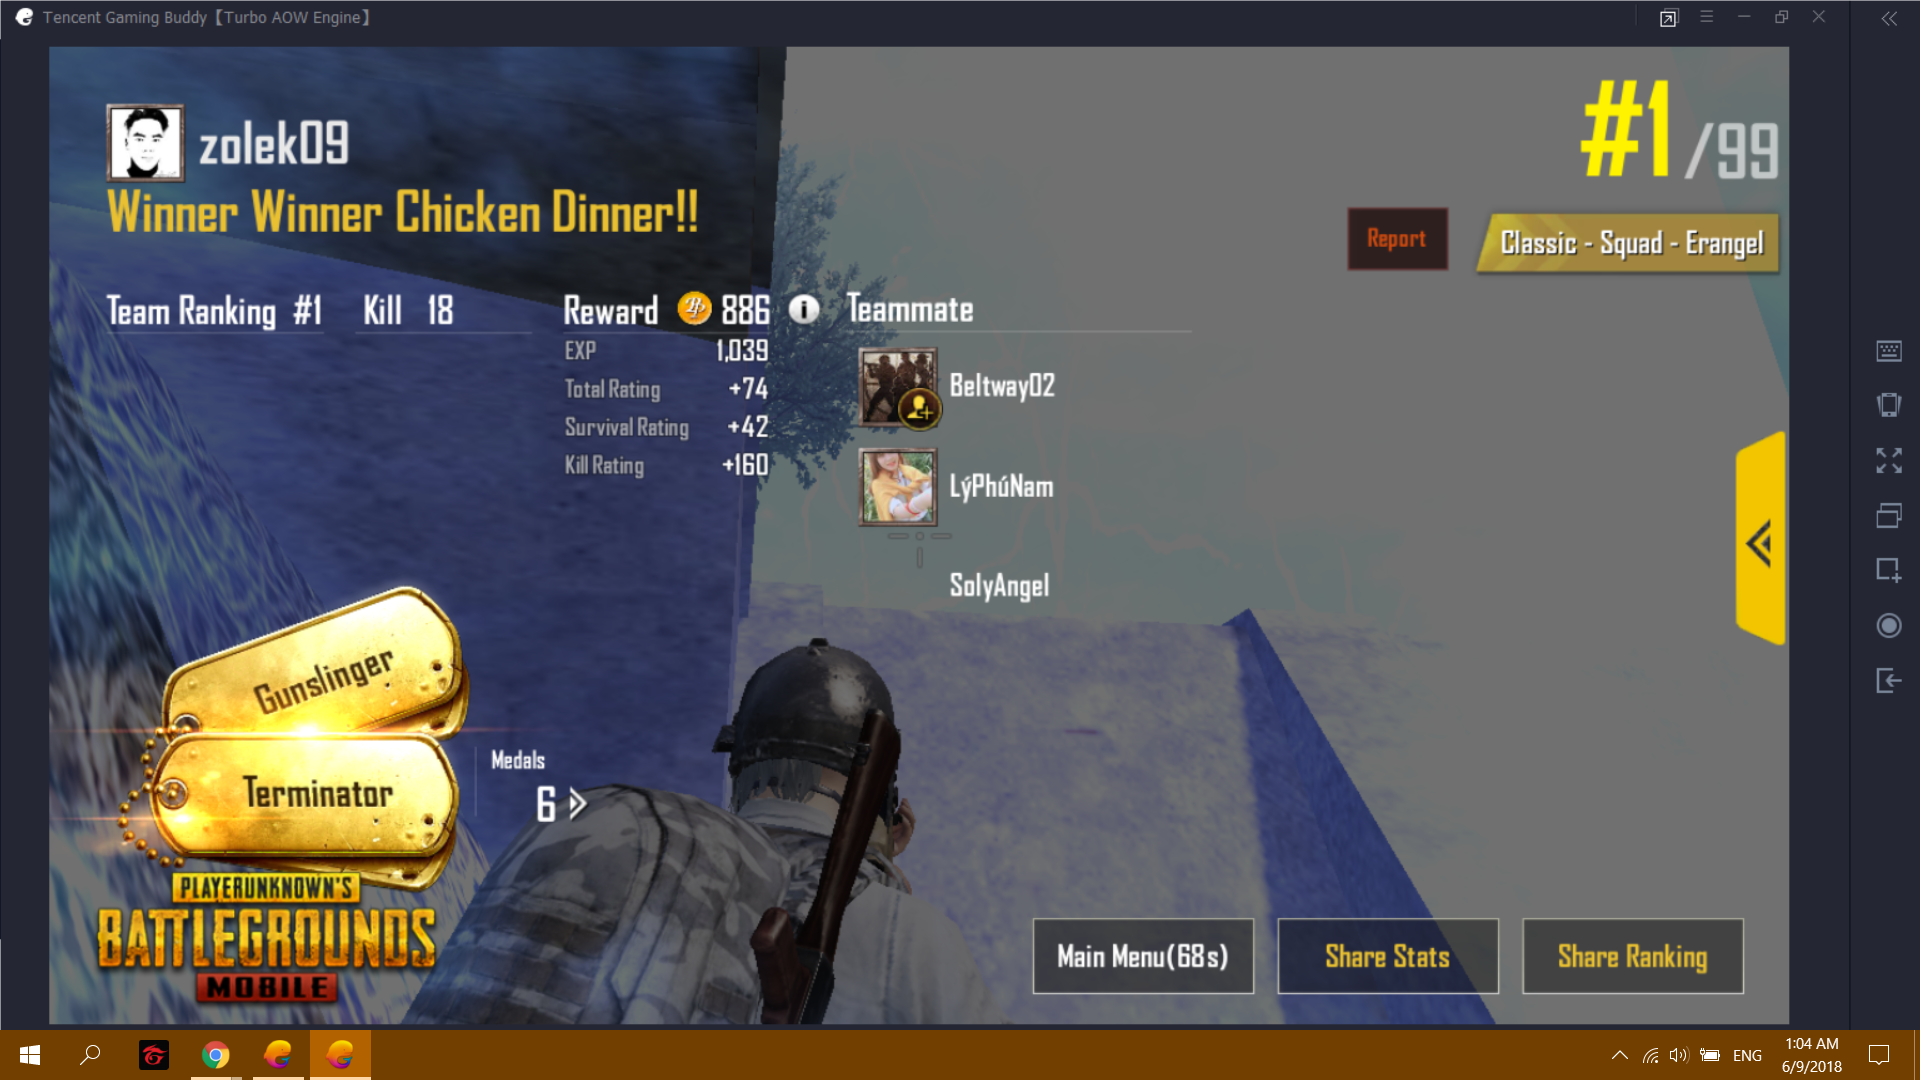 Tencent Gaming Buddy【Turbo AOW Engine】
zolek09
Winner Winner Chicken Dinner!!
#1/99
Report
Classic - Squad - Erangel
Team Ranking #1 Kill 18
Reward 886
EXP 1,039
Total Rating +74
Survival Rating +42
Kill Rating +160
Teammate
Beltway02
LýPhúNam
SolyAngel
Gunslinger
Terminator
Medals
6
PLAYERUNKNOWN'S
BATTLEGROUNDS
MOBILE
Main Menu(68s)
Share Stats
Share Ranking
ENG
1:04 AM
6/9/2018